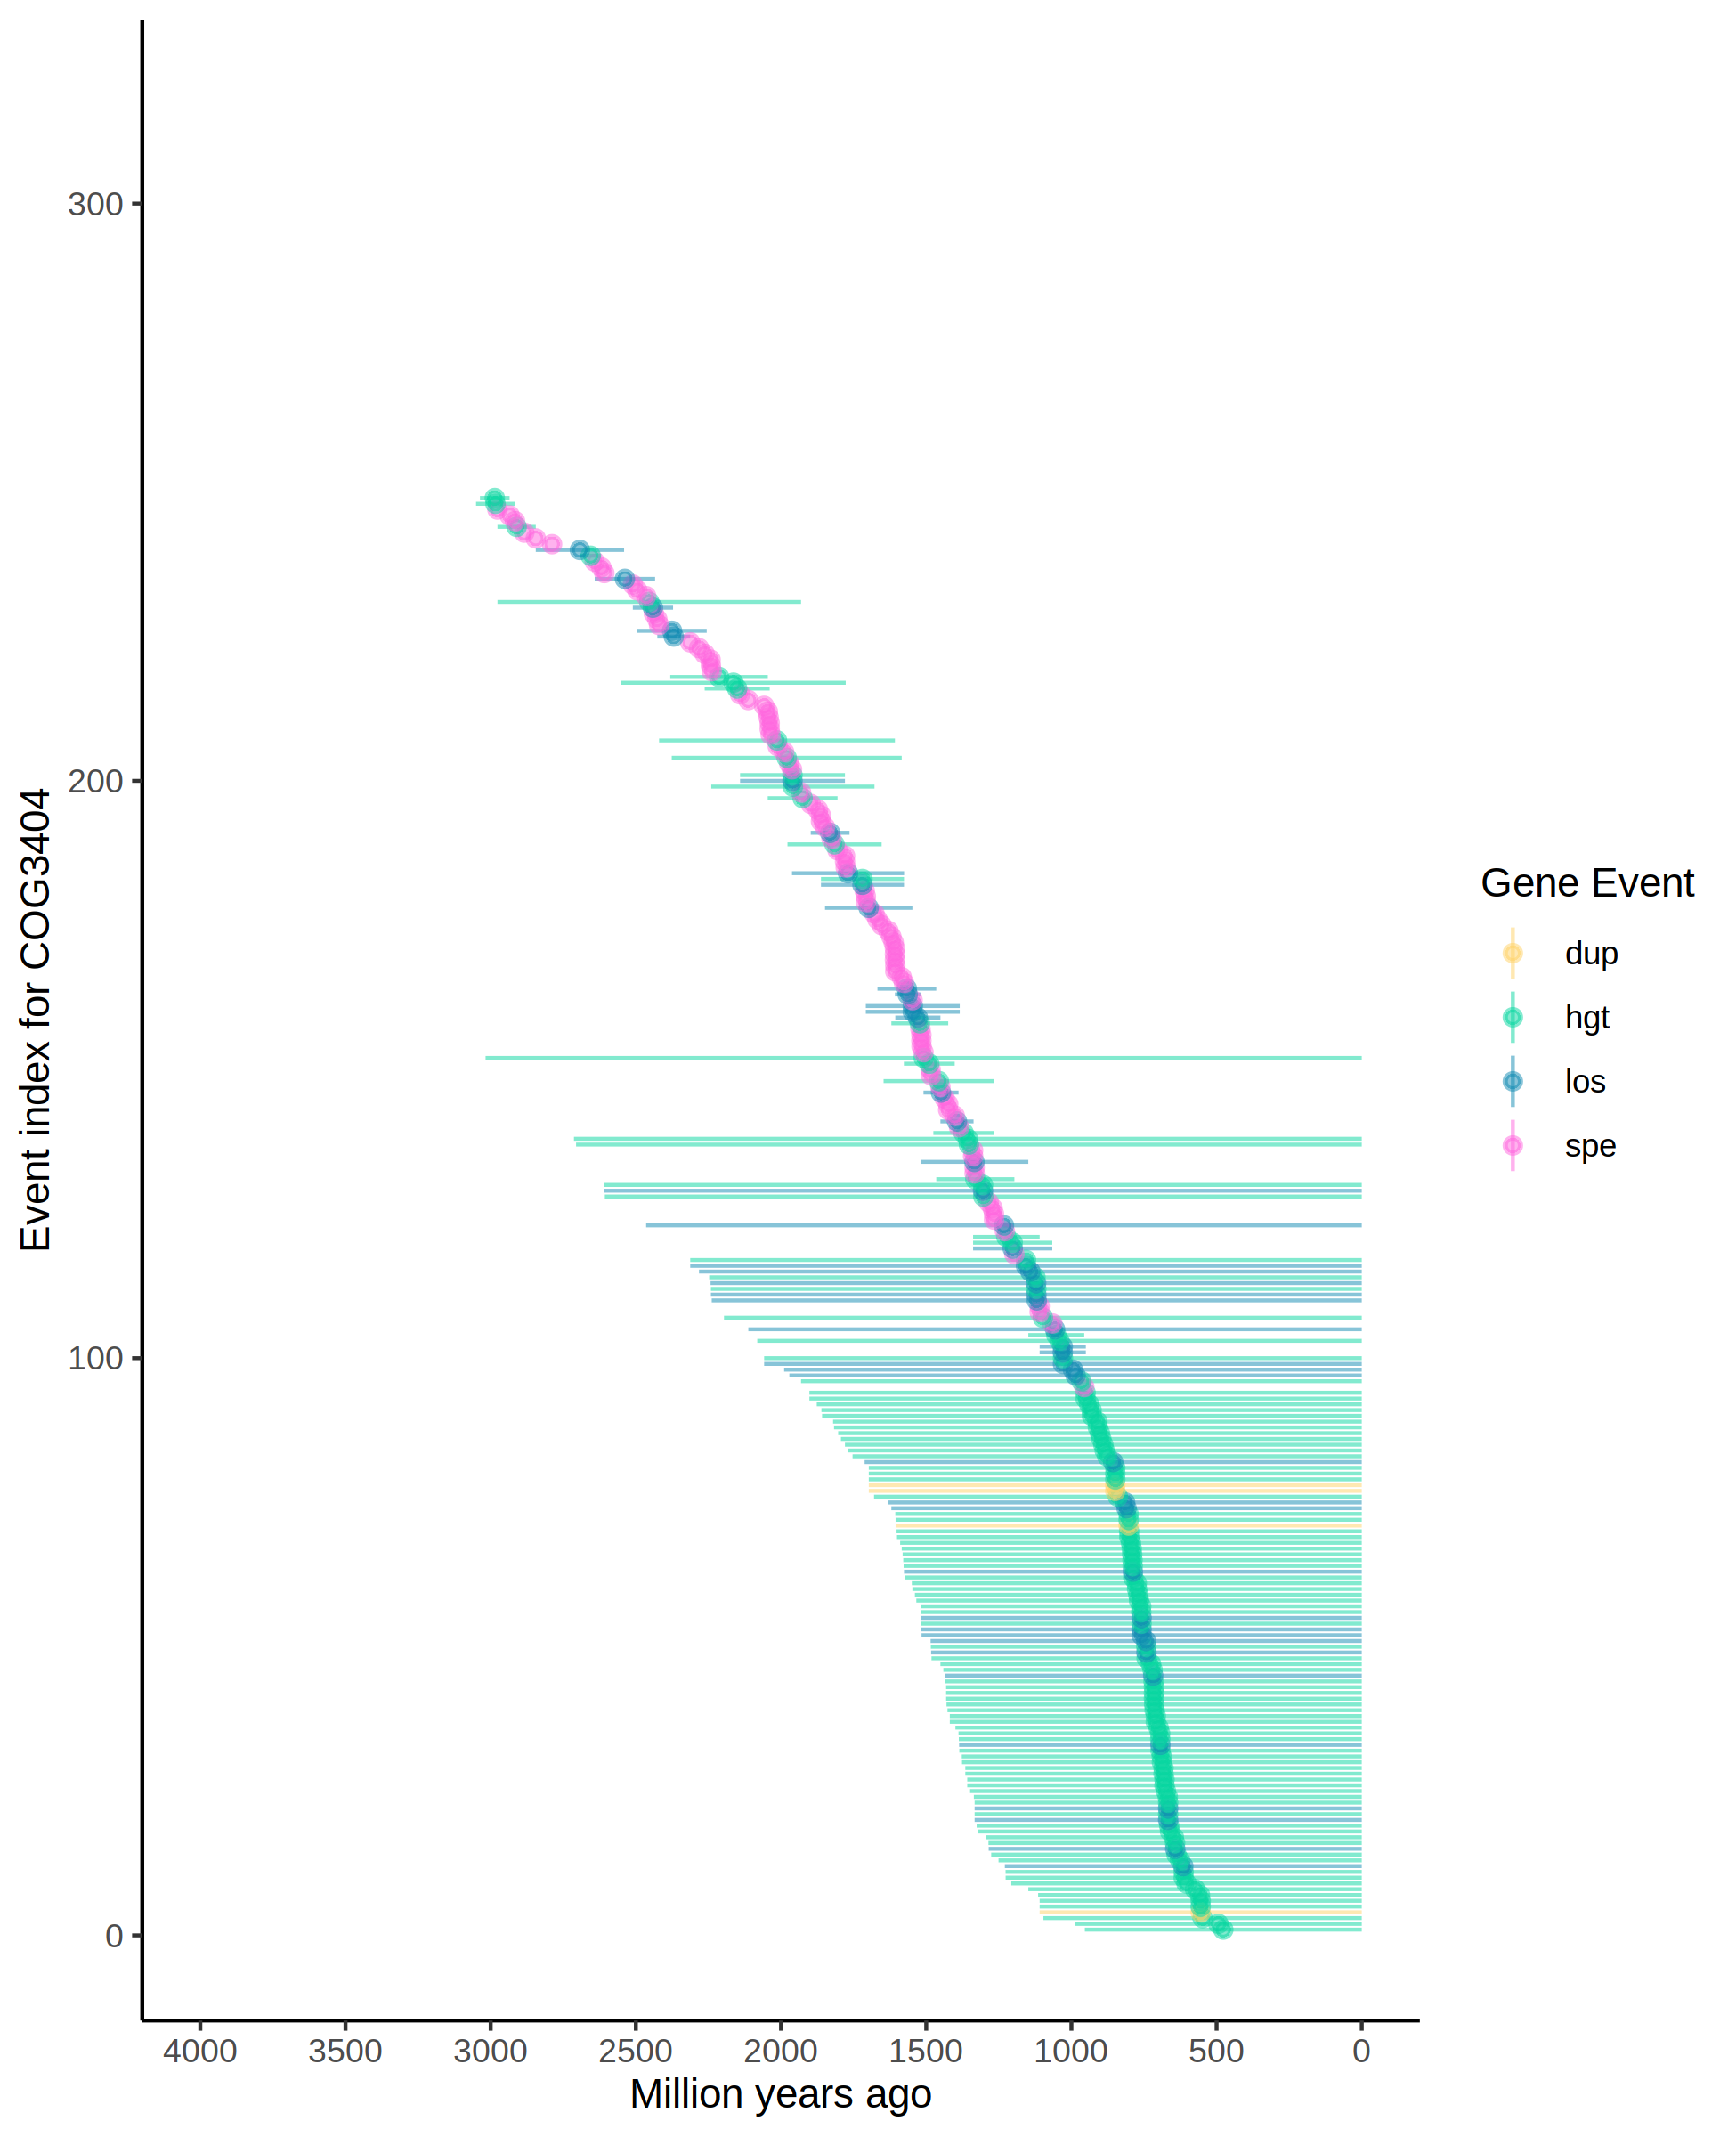 300
200
100
0
Event index for COG3404
4000 3500 3000 2500 2000 1500 1000 500 0
Million years ago
Gene Event
dup
hgt
los
spe